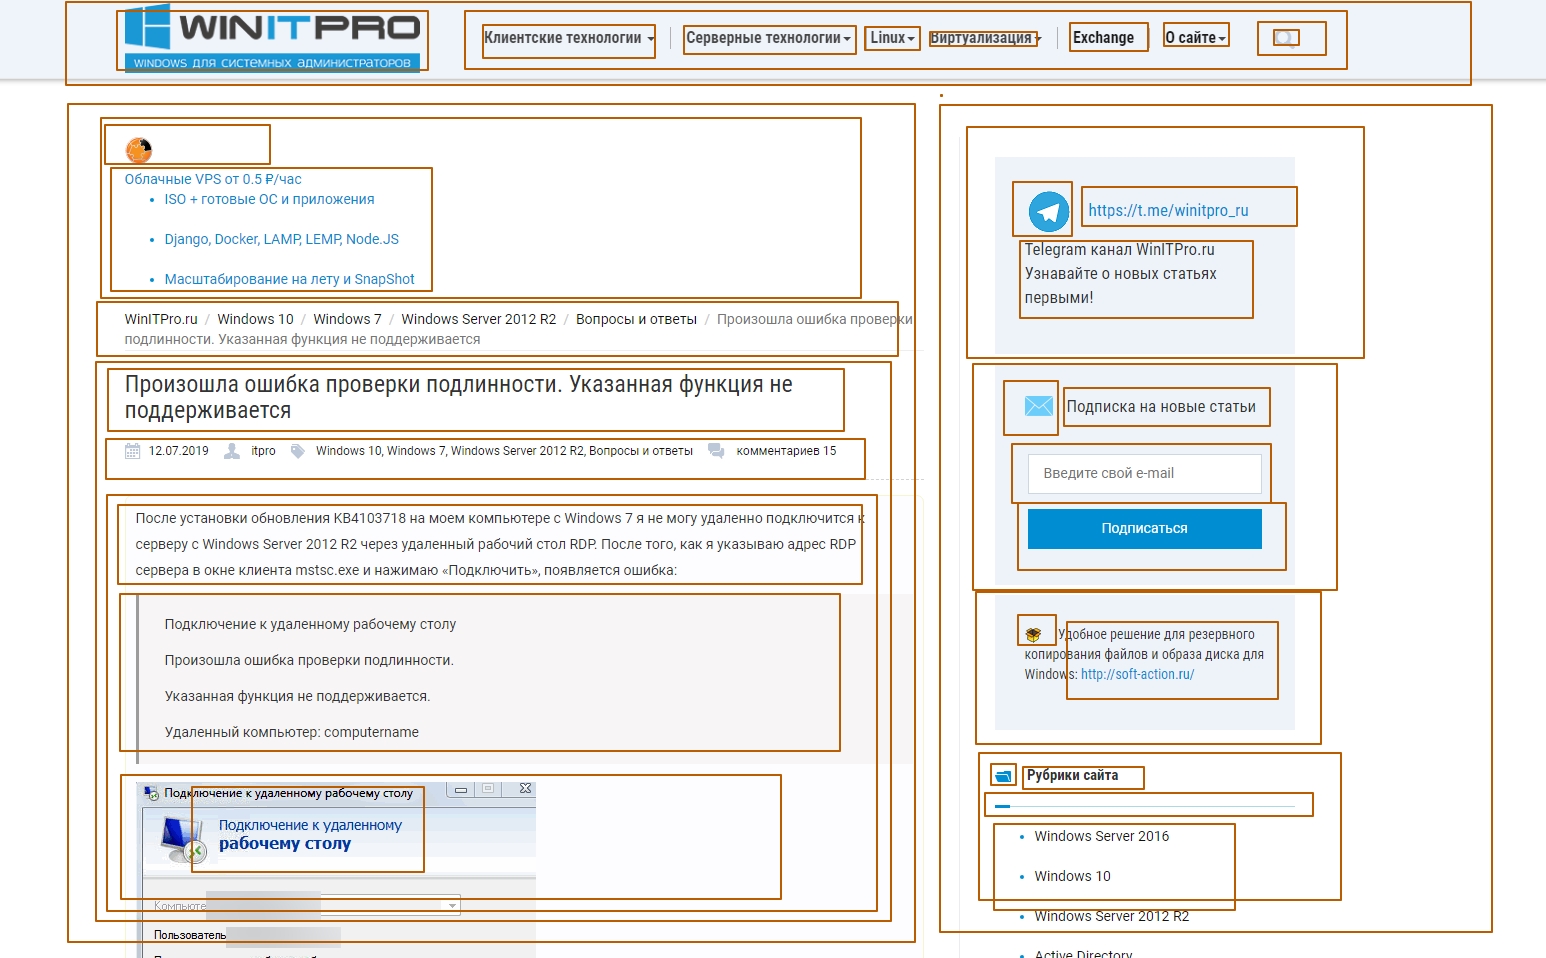 WINITPRO
WINDOWS ДЛЯ СИСТЕМНЫХ АДМИНИСТРАТОРОВ
Клиентские технологии
Серверные технологии
Linux
Виртуализация
Exchange
О сайте
Облачные VPS от 0.5 ₽/час
• ISO + готовые ОС и приложения
• Django, Docker, LAMP, LEMP, Node.JS
• Масштабирование на лету и SnapShot
WinITPro.ru / Windows 10 / Windows 7 / Windows Server 2012 R2 / Вопросы и ответы / Произошла ошибка проверки
подлинности. Указанная функция не поддерживается
Произошла ошибка проверки подлинности. Указанная функция не
поддерживается
12.07.2019 itpro Windows 10, Windows 7, Windows Server 2012 R2, Вопросы и ответы комментариев 15
После установки обновления KB4103718 на моем компьютере с Windows 7 я не могу удаленно подключится к
серверу с Windows Server 2012 R2 через удаленный рабочий стол RDP. После того, как я указываю адрес RDP
сервера в окне клиента mstsc.exe и нажимаю «Подключить», появляется ошибка:
Подключение к удаленному рабочему столу
Произошла ошибка проверки подлинности.
Указанная функция не поддерживается.
Удаленный компьютер: computername
Подключение к удаленному рабочему столу
Подключение к удаленному
рабочему столу
Компьюте
Пользователь
https://t.me/winitpro_ru
Telegram канал WinITPro.ru
Узнавайте о новых статьях
первыми!
Подписка на новые статьи
Введите свой e-mail
Подписаться
Удобное решение для резервного
копирования файлов и образа диска для
Windows: http://soft-action.ru/
Рубрики сайта
• Windows Server 2016
• Windows 10
• Windows Server 2012 R2
• Active Directory